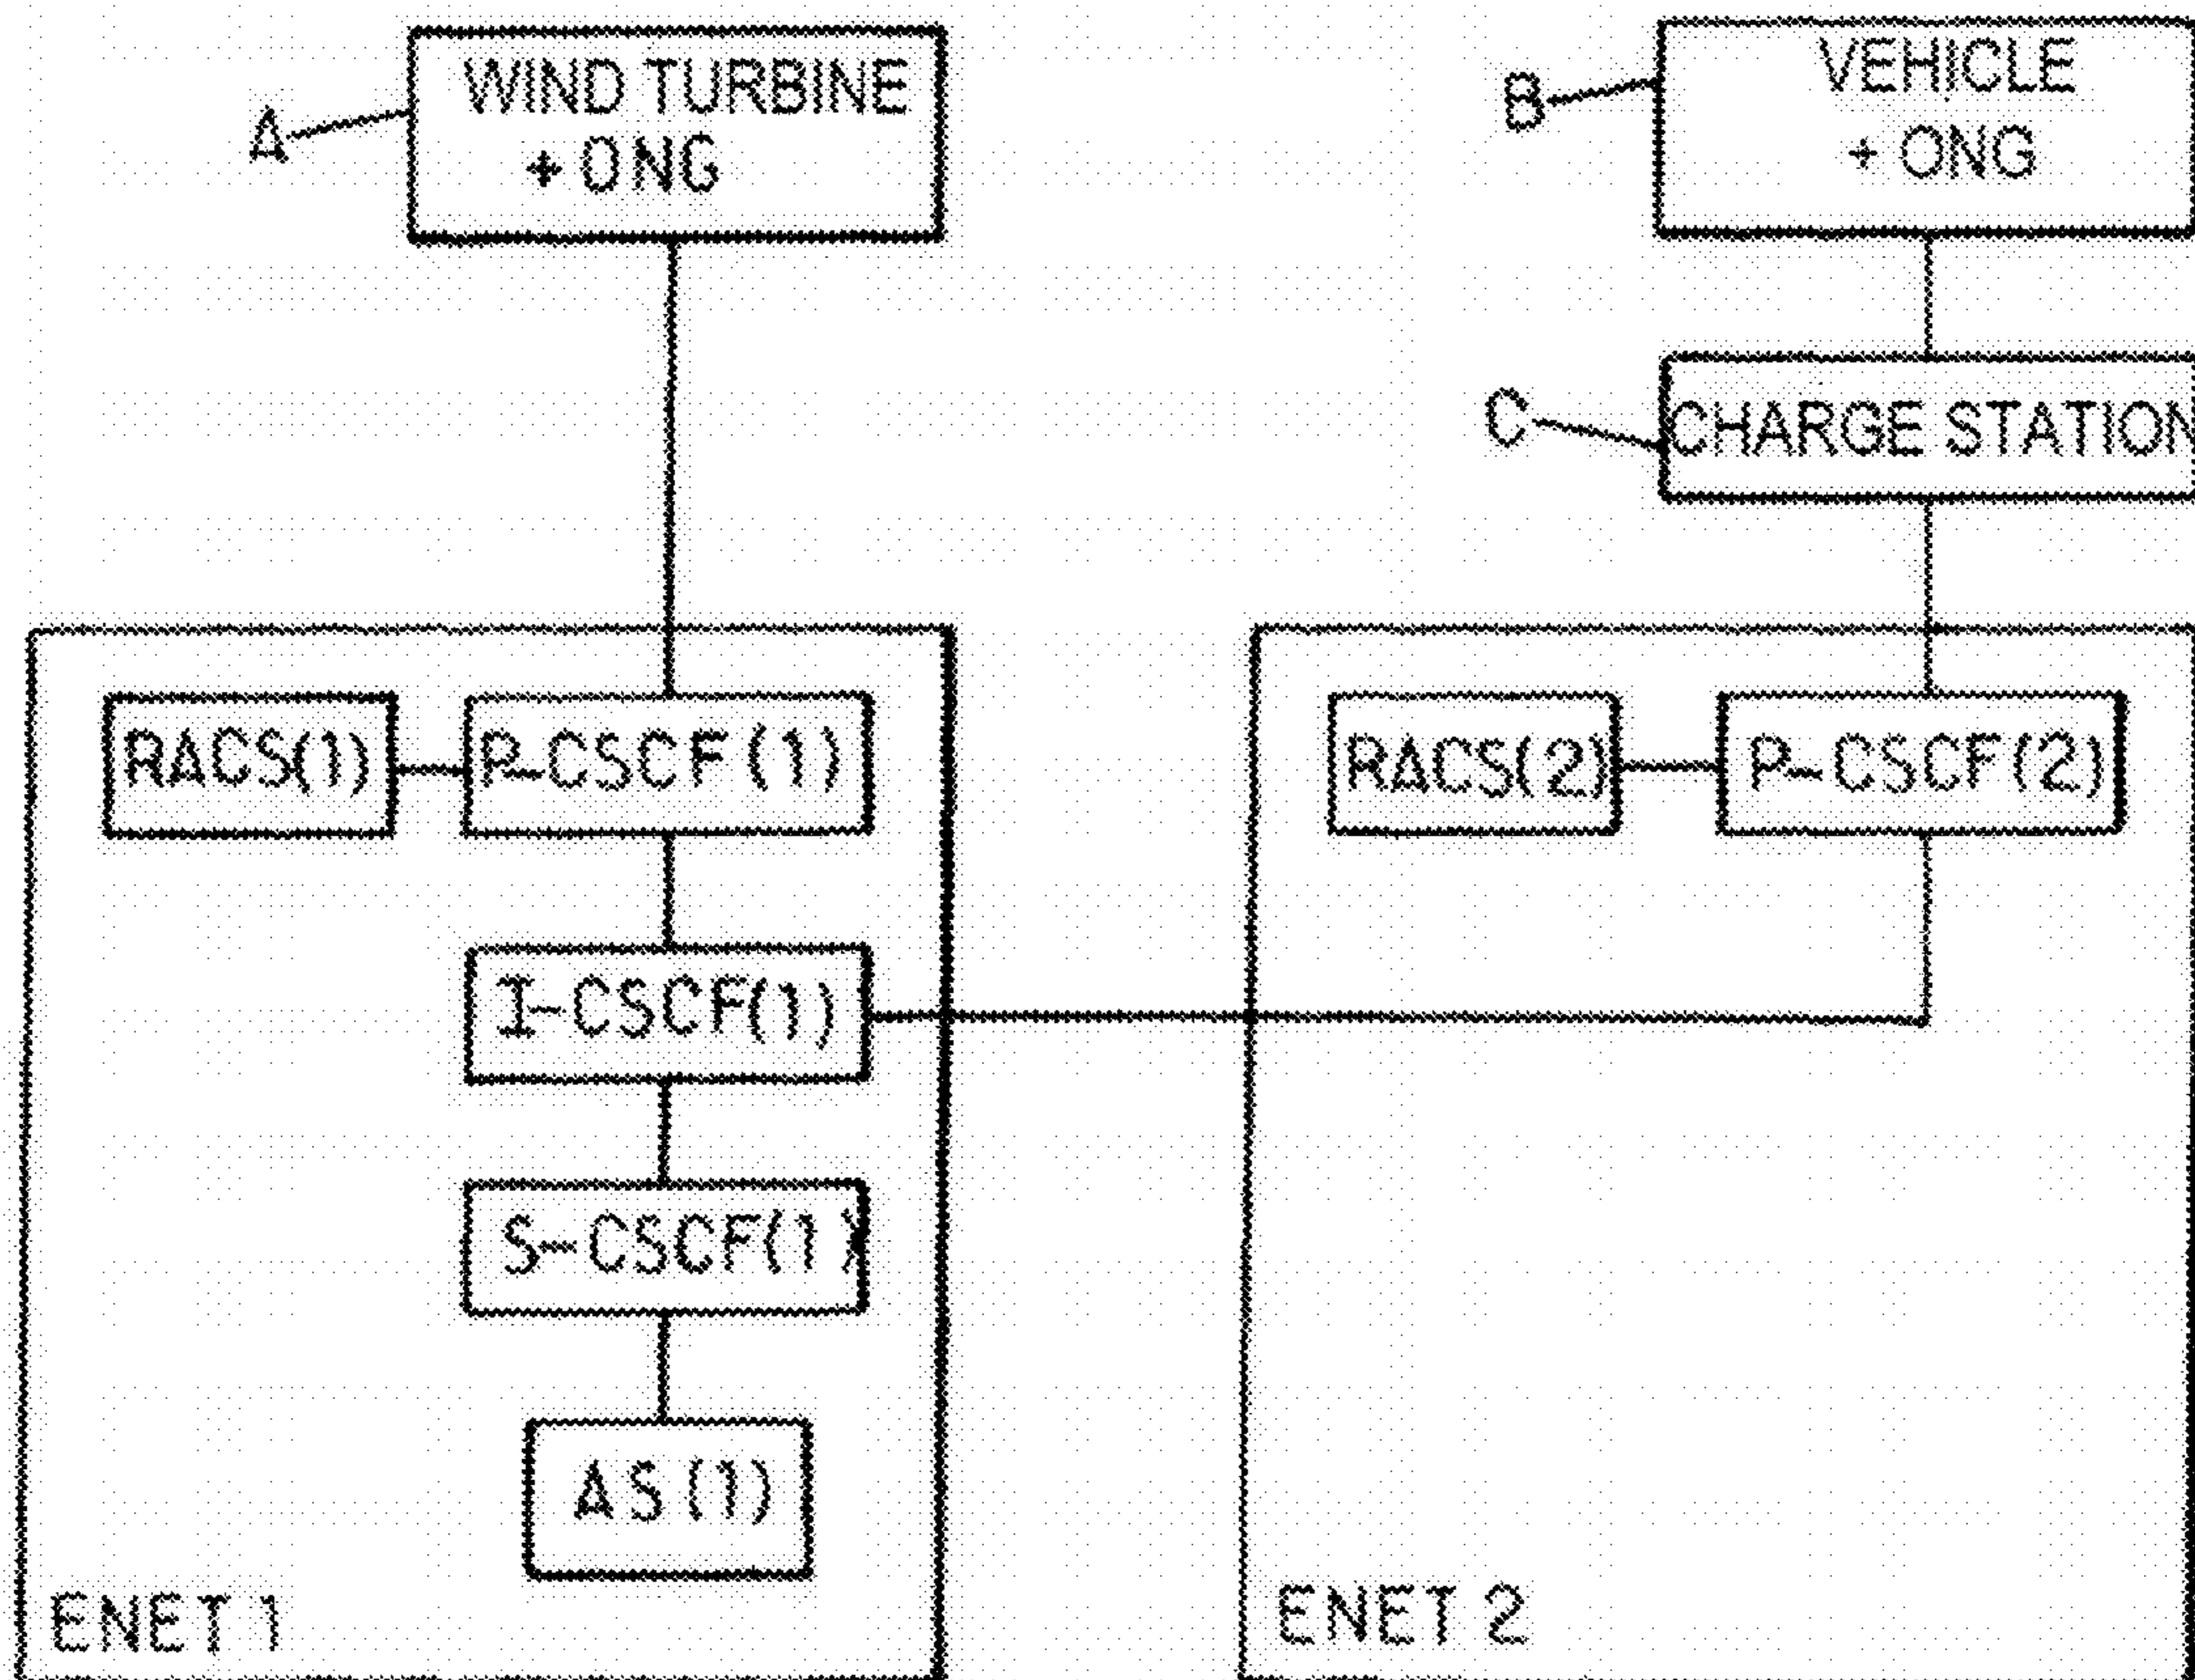 A
WIND TURBINE
+ ONG
B
VEHICLE
+ ONG
C
CHARGE STATION
RACS(1)
P-CSCF(1)
I-CSCF(1)
S-CSCF(1)
AS(1)
ENET 1
RACS(2)
P-CSCF(2)
ENET 2